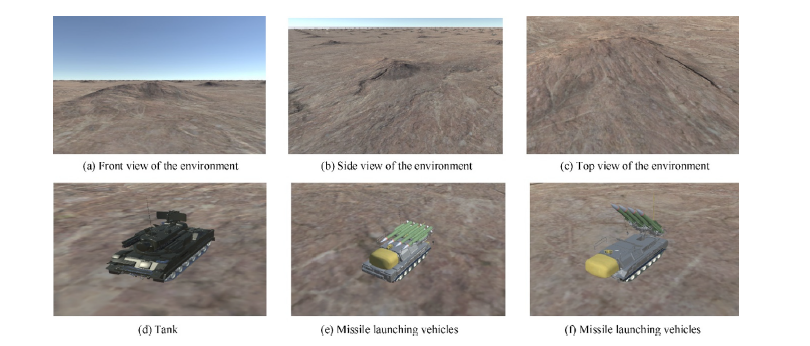 (a) Front view of the environment
(b) Side view of the environment
(c) Top view of the environment
(d) Tank
(e) Missile launching vehicles
(f) Missile launching vehicles